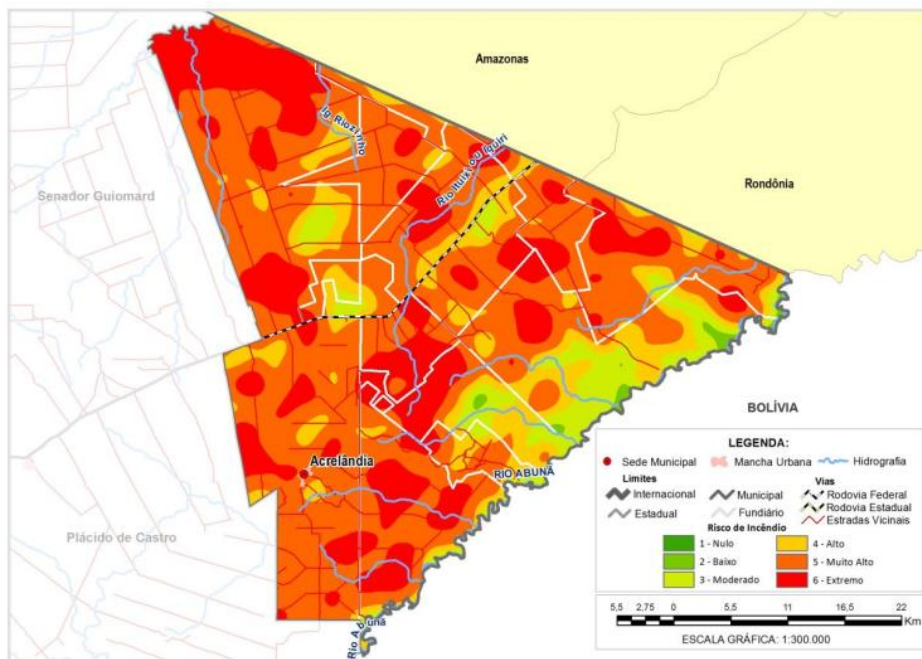 Amazonas
Ig. Riozinho
Rio Ituixi ou Iquiri
Senador Guiomard
Rondônia
BOLÍVIA
Acrelândia
RIO ABUNÃ
Plácido de Castro
Rio Abunã
LEGENDA:
Sede Municipal
Mancha Urbana
Hidrografia
Limites
Vias
Internacional
Municipal
Rodovia Federal
Estadual
Fundiário
Rodovia Estadual
Estradas Vicinais
Risco de Incêndio
1 - Nulo
4 - Alto
2 - Baixo
5 - Muito Alto
3 - Moderado
6 - Extremo
5,5 2,75 0 5,5 11 16,5 22
Km
ESCALA GRÁFICA: 1:300.000